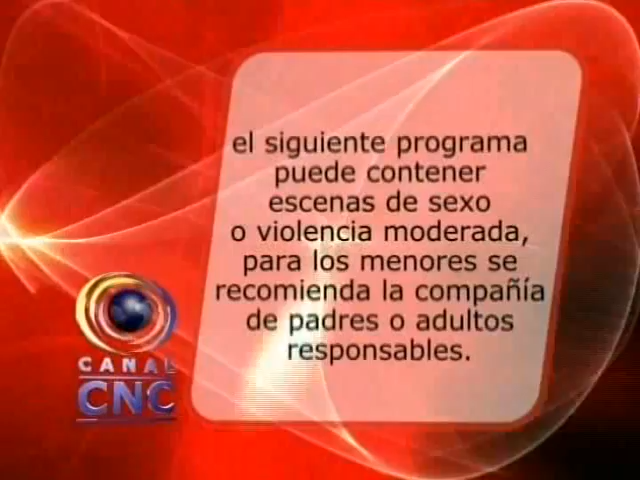 el siguiente programa
puede contener
escenas de sexo
o violencia moderada,
para los menores se
recomienda la compañía
de padres o adultos
responsables.
CANAL
CNC